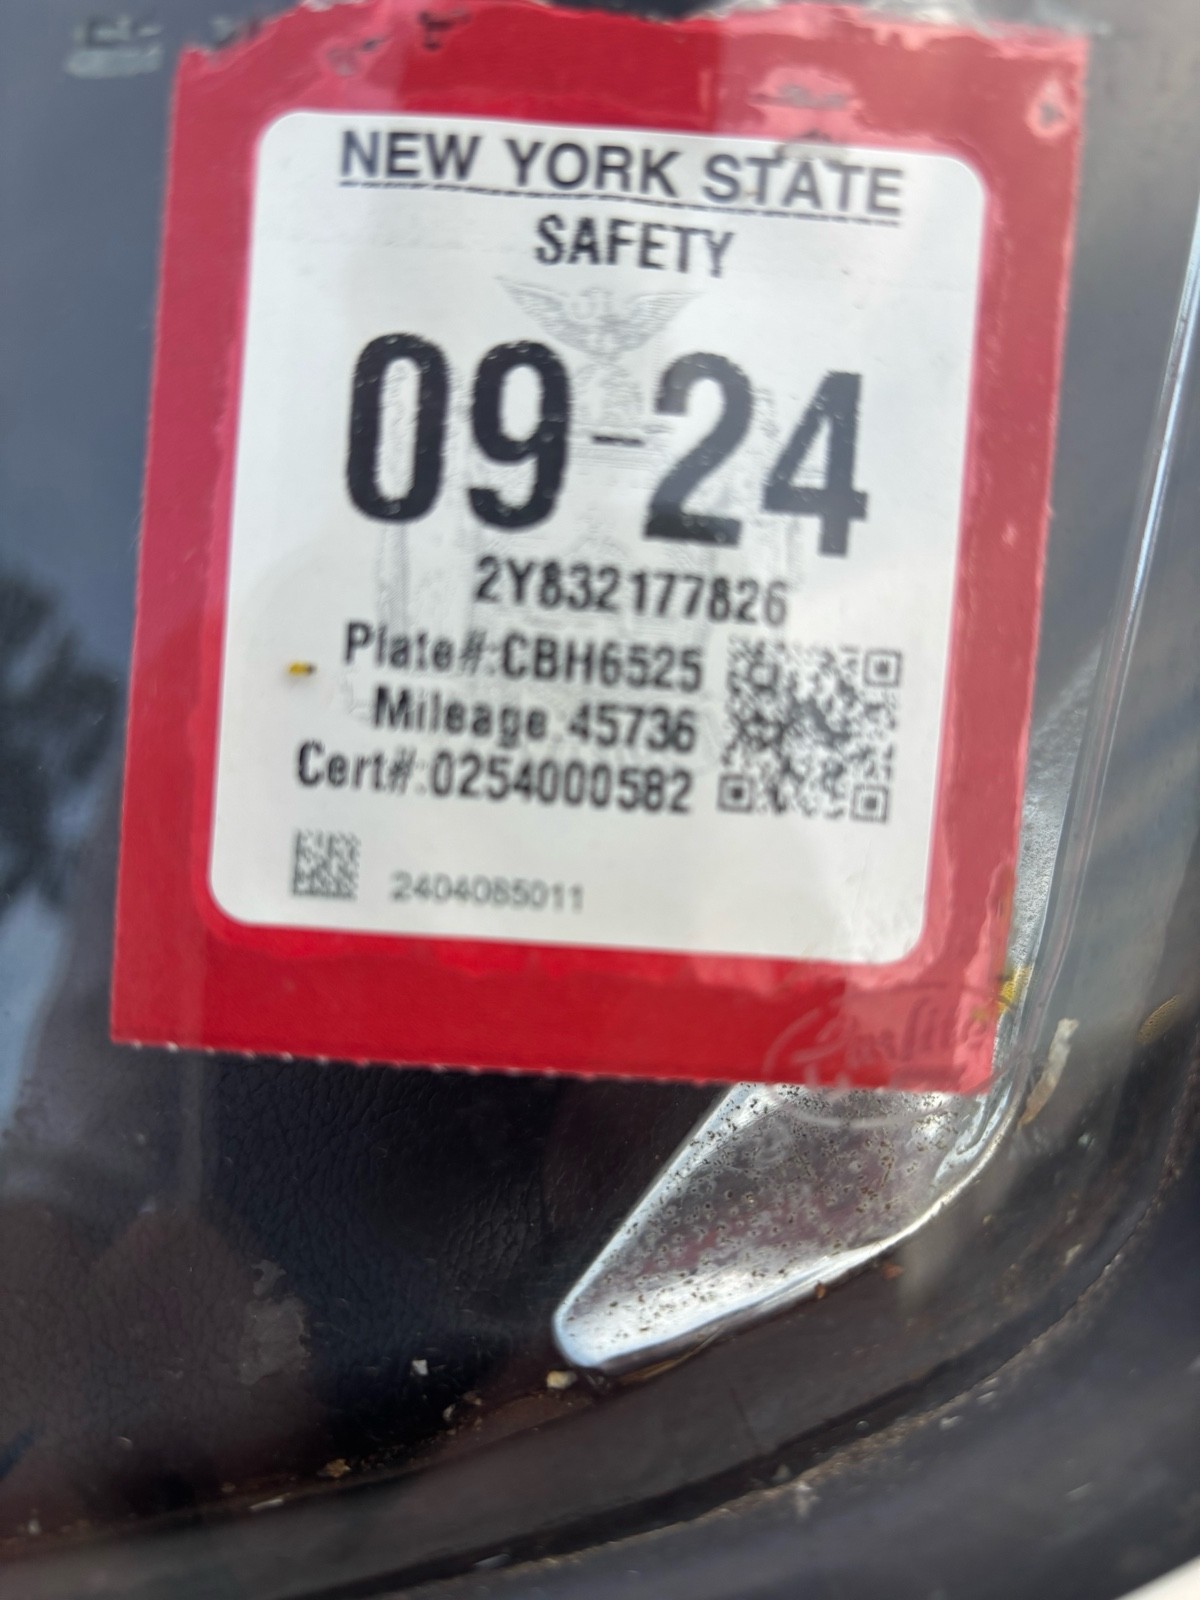 NEW YORK STATE
SAFETY
09-24
2Y832177826
Plate#:CBH6525
Mileage:45736
Cert#:0254000582
2404085011